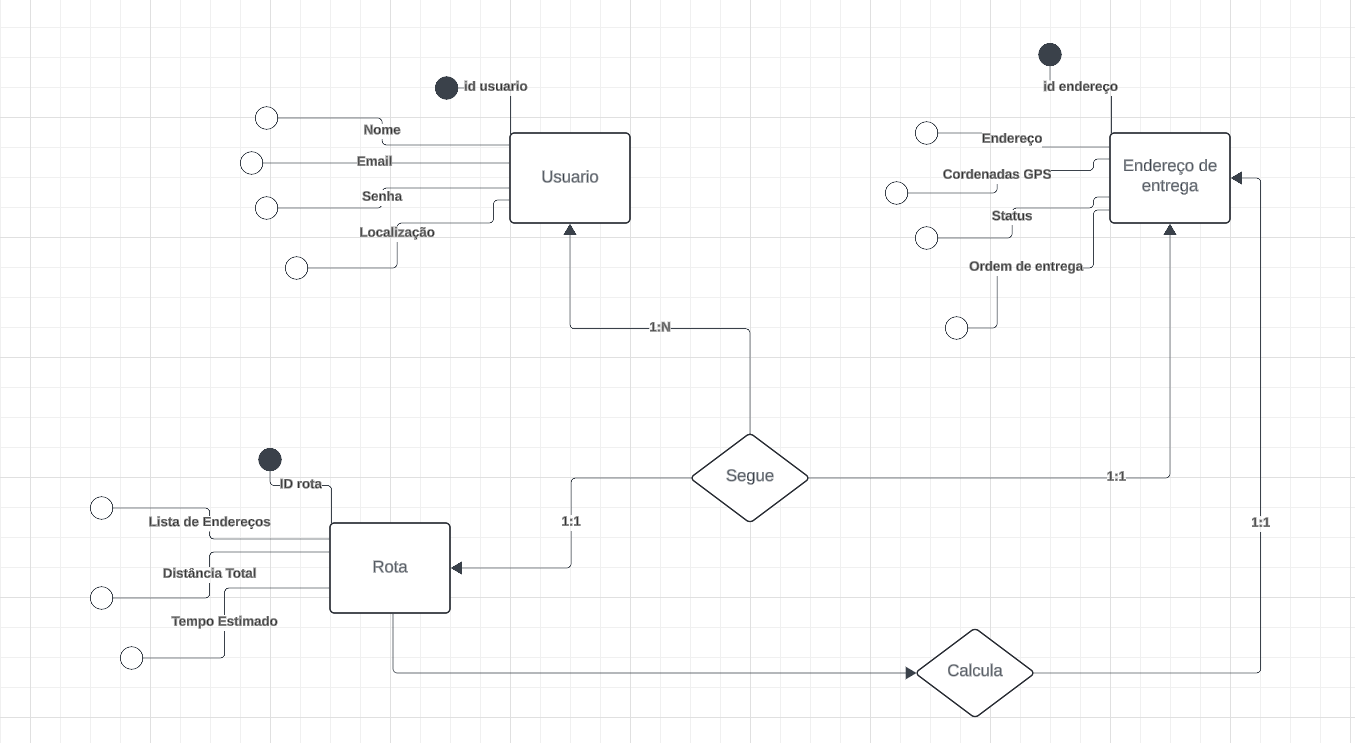 id usuario
Nome
Email
Senha
Localização
Usuario
id endereço
Endereço
Cordenadas GPS
Status
Ordem de entrega
Endereço de
entrega
1:N
Segue
1:1
1:1
1:1
ID rota
Lista de Endereços
Distância Total
Tempo Estimado
Rota
Calcula